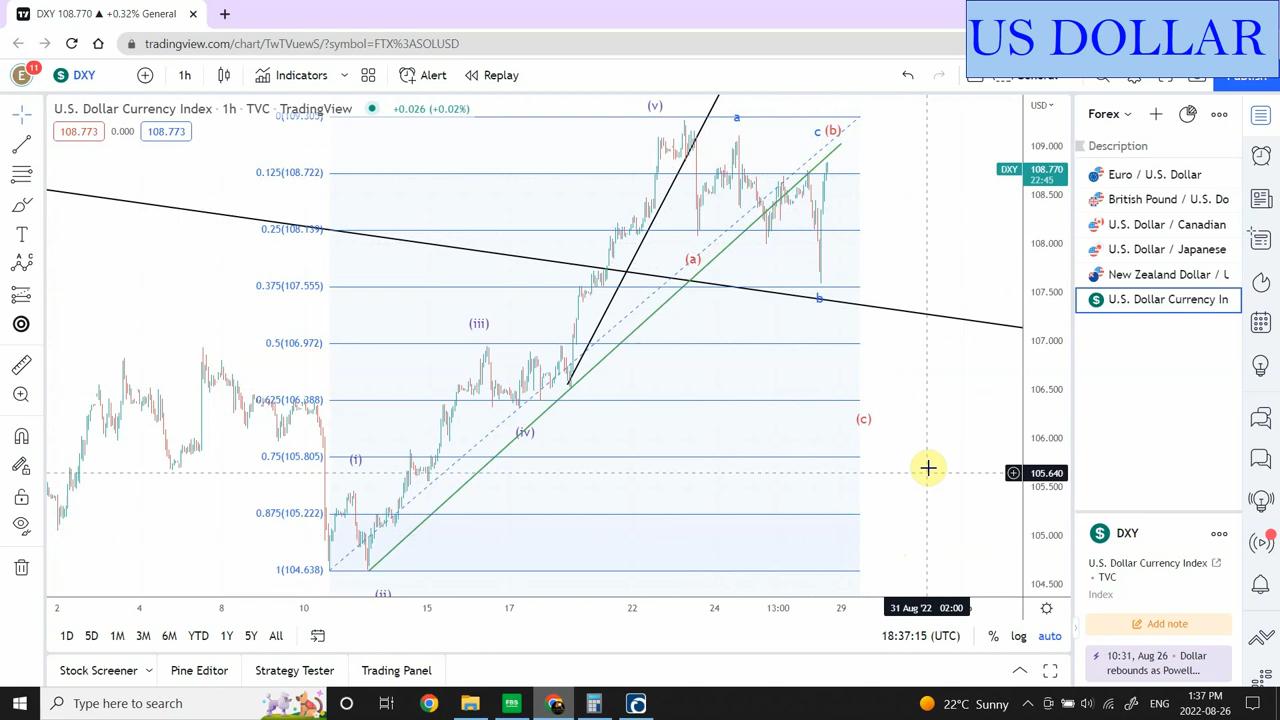 DXY 108.770 ▲ +0.32% General
US DOLLAR
tradingview.com/chart/TwTVuewS/?symbol=FTX%3ASOLUSD
E 11 DXY 1h Indicators Alert Replay
U.S. Dollar Currency Index · 1h · TVC · TradingView +0.026 (+0.02%)
108.773 0.000 108.773
USD
109.000
DXY 108.770
22:45
108.500
108.000
107.500
107.000
106.500
106.000
105.640
105.500
105.000
104.500
0(109.305)
0.125(108.722)
0.25(108.139)
0.375(107.555)
0.5(106.972)
0.625(106.388)
0.75(105.805)
0.875(105.222)
1(104.638)
(v)
a
c (b)
(a)
b
(iii)
(iv)
(c)
(i)
(ii)
2 4 8 10 15 17 22 24 13:00 29 31 Aug '22 02:00
1D 5D 1M 3M 6M YTD 1Y 5Y All 18:37:15 (UTC) % log auto
Stock Screener Pine Editor Strategy Tester Trading Panel
Forex
Description
Euro / U.S. Dollar
British Pound / U.S. Do
U.S. Dollar / Canadian
U.S. Dollar / Japanese
New Zealand Dollar / U
U.S. Dollar Currency In
DXY
U.S. Dollar Currency Index
• TVC
Index
Add note
10:31, Aug 26 • Dollar
rebounds as Powell...
Type here to search
FBS
22°C Sunny
ENG
1:37 PM
2022-08-26